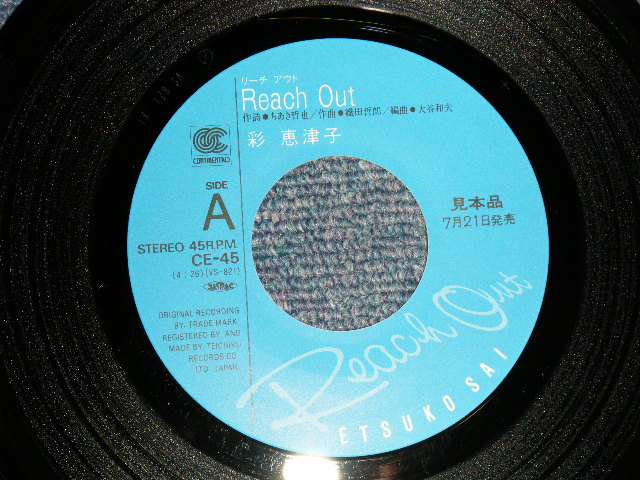 リーチ アウト
Reach Out
作詩●ちあき哲也/作曲●織田哲郎/編曲●大谷和夫
彩 恵津子
CONTINENTAL
SIDE
A
STEREO 45R.P.M.
CE-45
(4:28)(VS-821)
JASRAC
見本品
7月21日発売
ORIGINAL RECORDING
BY. TRADE MARK.
REGISTERED BY. AND
MADE BY. TEICHIKU
RECORDS CO.
LTD. JAPAN.
Reach Out
ETSUKO SAI